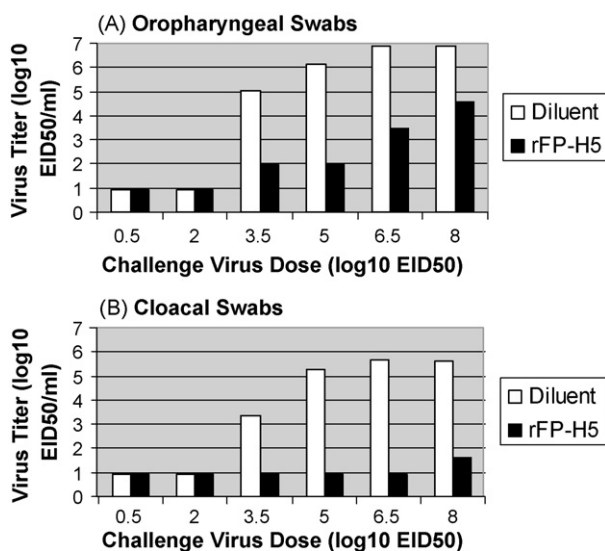 (A) Oropharyngeal Swabs
Virus Titer (log10
EID50/ml)
7
6
5
4
3
2
1
0
0.5 2 3.5 5 6.5 8
Challenge Virus Dose (log10 EID50)
Diluent
rFP-H5
(B) Cloacal Swabs
Virus Titer (log10
EID50/ml)
7
6
5
4
3
2
1
0
0.5 2 3.5 5 6.5 8
Challenge Virus Dose (log10 EID50)
Diluent
rFP-H5